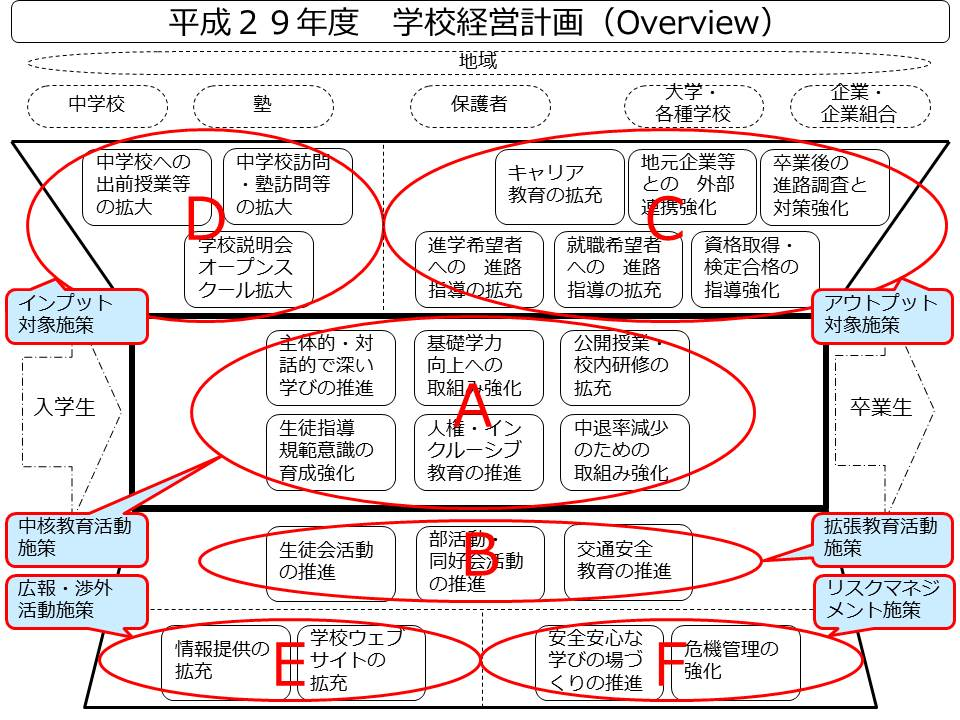 平成２９年度　学校経営計画（Overview）
地域
中学校
塾
保護者
大学・
各種学校
企業・
企業組合
中学校への
出前授業等
の拡大
中学校訪問
・塾訪問等
の拡大
D
学校説明会
オープンス
クール拡大
キャリア
教育の拡充
地元企業等
との　外部
連携強化
卒業後の
進路調査と
対策強化
C
進学希望者
への　進路
指導の拡充
就職希望者
への　進路
指導の拡充
資格取得・
検定合格の
指導強化
インプット
対象施策
アウトプット
対象施策
主体的・対
話的で深い
学びの推進
基礎学力
向上への
取組み強化
公開授業・
校内研修の
拡充
A
入学生
卒業生
生徒指導
規範意識の
育成強化
人権・イン
クルーシブ
教育の推進
中退率減少
のための
取組み強化
中核教育活動
施策
拡張教育活動
施策
生徒会活動
の推進
部活動・
同好会活動
の推進
交通安全
教育の推進
B
広報・渉外
活動施策
リスクマネジ
メント施策
情報提供の
拡充
学校ウェブ
サイトの
拡充
E
安全安心な
学びの場づ
くりの推進
危機管理の
強化
F